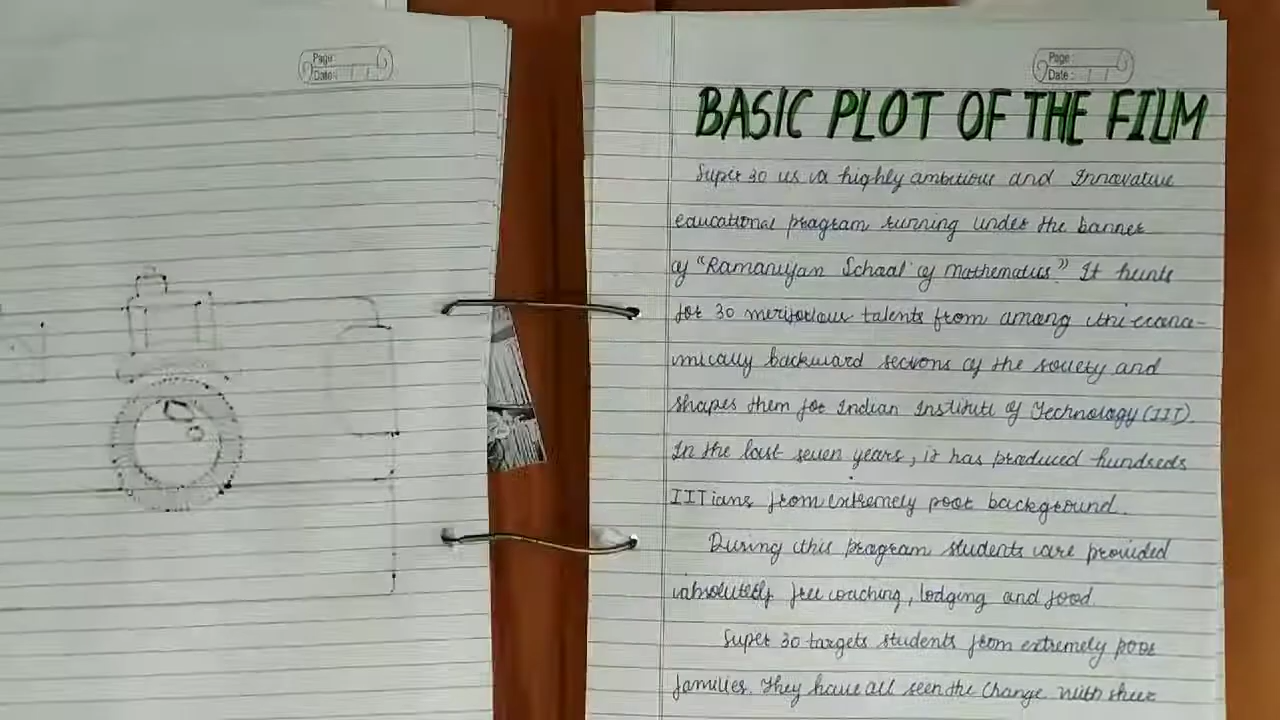 Page:
Date:
Page:
Date:
BASIC PLOT OF THE FILM
Super 30 is a highly ambitious and Innovative
educational program running under the banner
of "Ramanujan School of Mathematics." It hunts
for 30 meritorious talents from among the econo-
mically backward sections of the society and
shapes them for Indian Institute of Technology (IIT).
In the last seven years, it has produced hundreds
IITians from extremely poor background.
During this program students are provided
absolutely free coaching, lodging and food.
Super 30 targets students from extremely poor
families. They have all seen the change with sheer